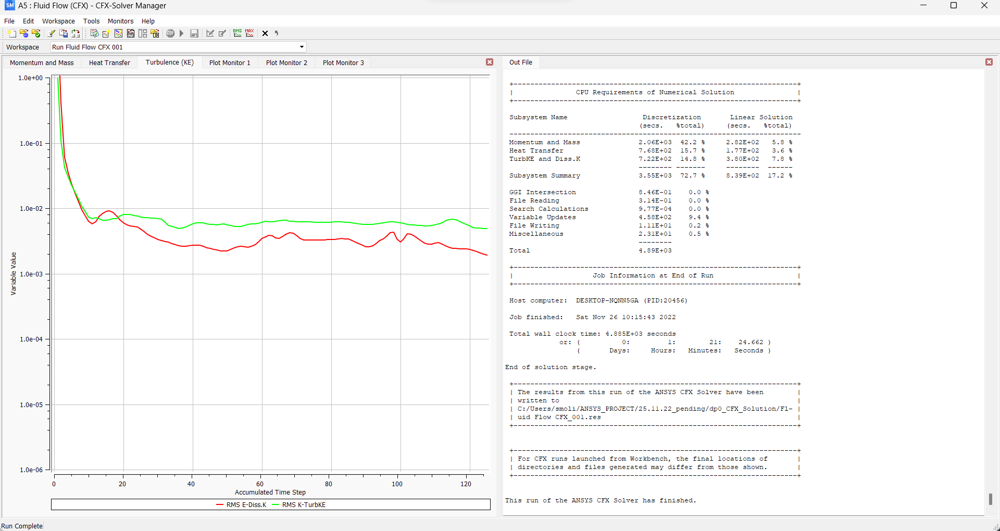 SM A5 : Fluid Flow (CFX) - CFX-Solver Manager
File Edit Workspace Tools Monitors Help
STOP RMS MAX
Workspace Run Fluid Flow CFX 001
Momentum and Mass Heat Transfer Turbulence (KE) Plot Monitor 1 Plot Monitor 2 Plot Monitor 3
1.0e+00
1.0e-01
1.0e-02
1.0e-03
1.0e-04
1.0e-05
1.0e-06
Variable Value
0 20 40 60 80 100 120
Accumulated Time Step
RMS E-Diss.K RMS K-TurbKE
Out File
+--------------------------------------------------------------------+
| CPU Requirements of Numerical Solution |
+--------------------------------------------------------------------+
Subsystem Name Discretization Linear Solution
(secs. %total) (secs. %total)
----------------------------------------------------------------------
Momentum and Mass 2.06E+03 42.2 % 2.82E+02 5.8 %
Heat Transfer 7.68E+02 15.7 % 1.77E+02 3.6 %
TurbKE and Diss.K 7.22E+02 14.8 % 3.80E+02 7.8 %
-------- ------- -------- ------
Subsystem Summary 3.55E+03 72.7 % 8.39E+02 17.2 %
GGI Intersection 8.46E-01 0.0 %
File Reading 3.14E-01 0.0 %
Search Calculations 9.77E-04 0.0 %
Variable Updates 4.58E+02 9.4 %
File Writing 1.11E+01 0.2 %
Miscellaneous 2.31E+01 0.5 %
--------
Total 4.89E+03
+--------------------------------------------------------------------+
| Job Information at End of Run |
+--------------------------------------------------------------------+
Host computer: DESKTOP-NQNN5GA (PID:20456)
Job finished: Sat Nov 26 10:15:43 2022
Total wall clock time: 4.885E+03 seconds
or: ( 0: 1: 21: 24.662 )
( Days: Hours: Minutes: Seconds )
End of solution stage.
+--------------------------------------------------------------------+
| The results from this run of the ANSYS CFX Solver have been |
| written to |
| C:/Users/smoli/ANSYS_PROJECT/25.11.22_pending/dp0_CFX_Solution/Fl- |
| uid Flow CFX_001.res |
+--------------------------------------------------------------------+
+--------------------------------------------------------------------+
| For CFX runs launched from Workbench, the final locations of |
| directories and files generated may differ from those shown. |
+--------------------------------------------------------------------+
This run of the ANSYS CFX Solver has finished.
Run Complete